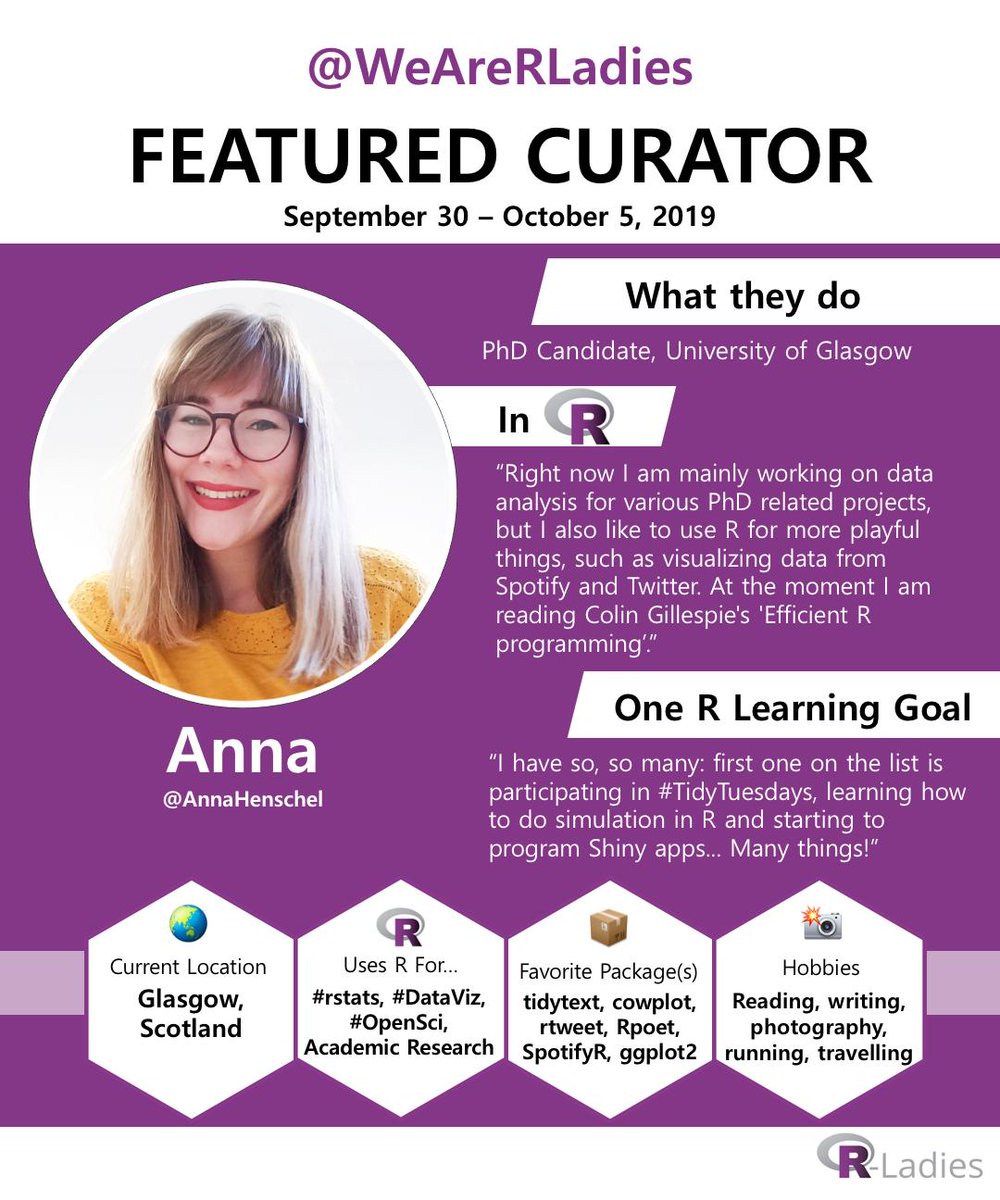 @WeAreRLadies
FEATURED CURATOR
September 30 – October 5, 2019
What they do
PhD Candidate, University of Glasgow
In R
“Right now I am mainly working on data
analysis for various PhD related projects,
but I also like to use R for more playful
things, such as visualizing data from
Spotify and Twitter. At the moment I am
reading Colin Gillespie's 'Efficient R
programming’.”
One R Learning Goal
“I have so, so many: first one on the list is
participating in #TidyTuesdays, learning how
to do simulation in R and starting to
program Shiny apps... Many things!”
Anna
@AnnaHenschel
Current Location
Glasgow,
Scotland
R
Uses R For...
#rstats, #DataViz,
#OpenSci,
Academic Research
Favorite Package(s)
tidytext, cowplot,
rtweet, Rpoet,
SpotifyR, ggplot2
Hobbies
Reading, writing,
photography,
running, travelling
R-Ladies